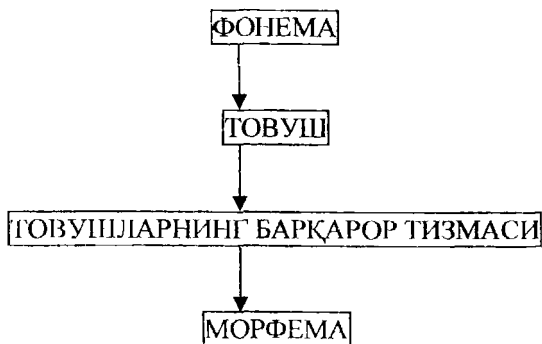 ФОНЕМА
ТОВУШ
ТОВУШЛАРНИНГ БАРҚАРОР ТИЗМАСИ
МОРФЕМА